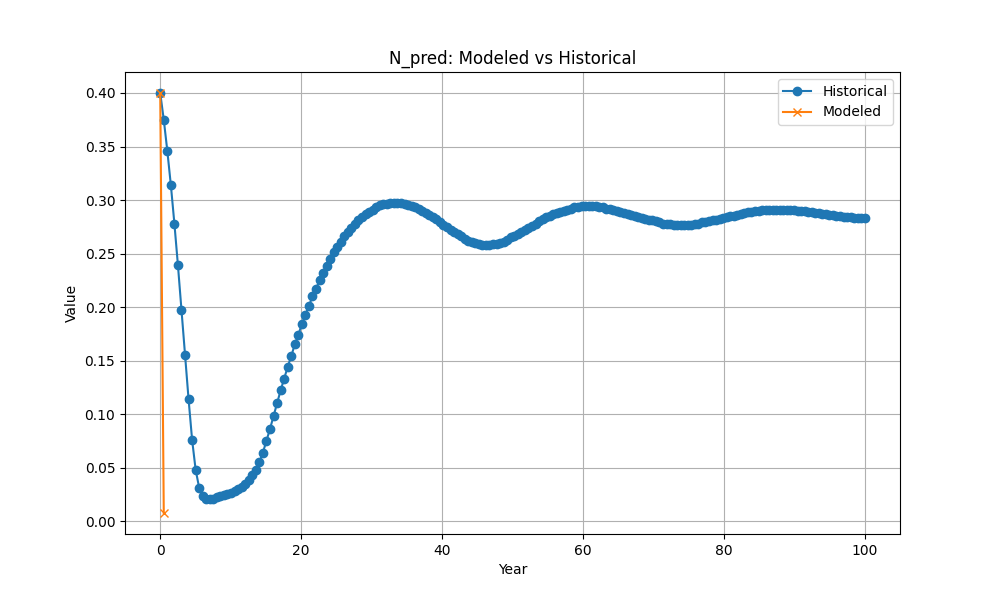 N_pred: Modeled vs Historical
Historical
Modeled
Value
0.40
0.35
0.30
0.25
0.20
0.15
0.10
0.05
0.00
0 20 40 60 80 100
Year